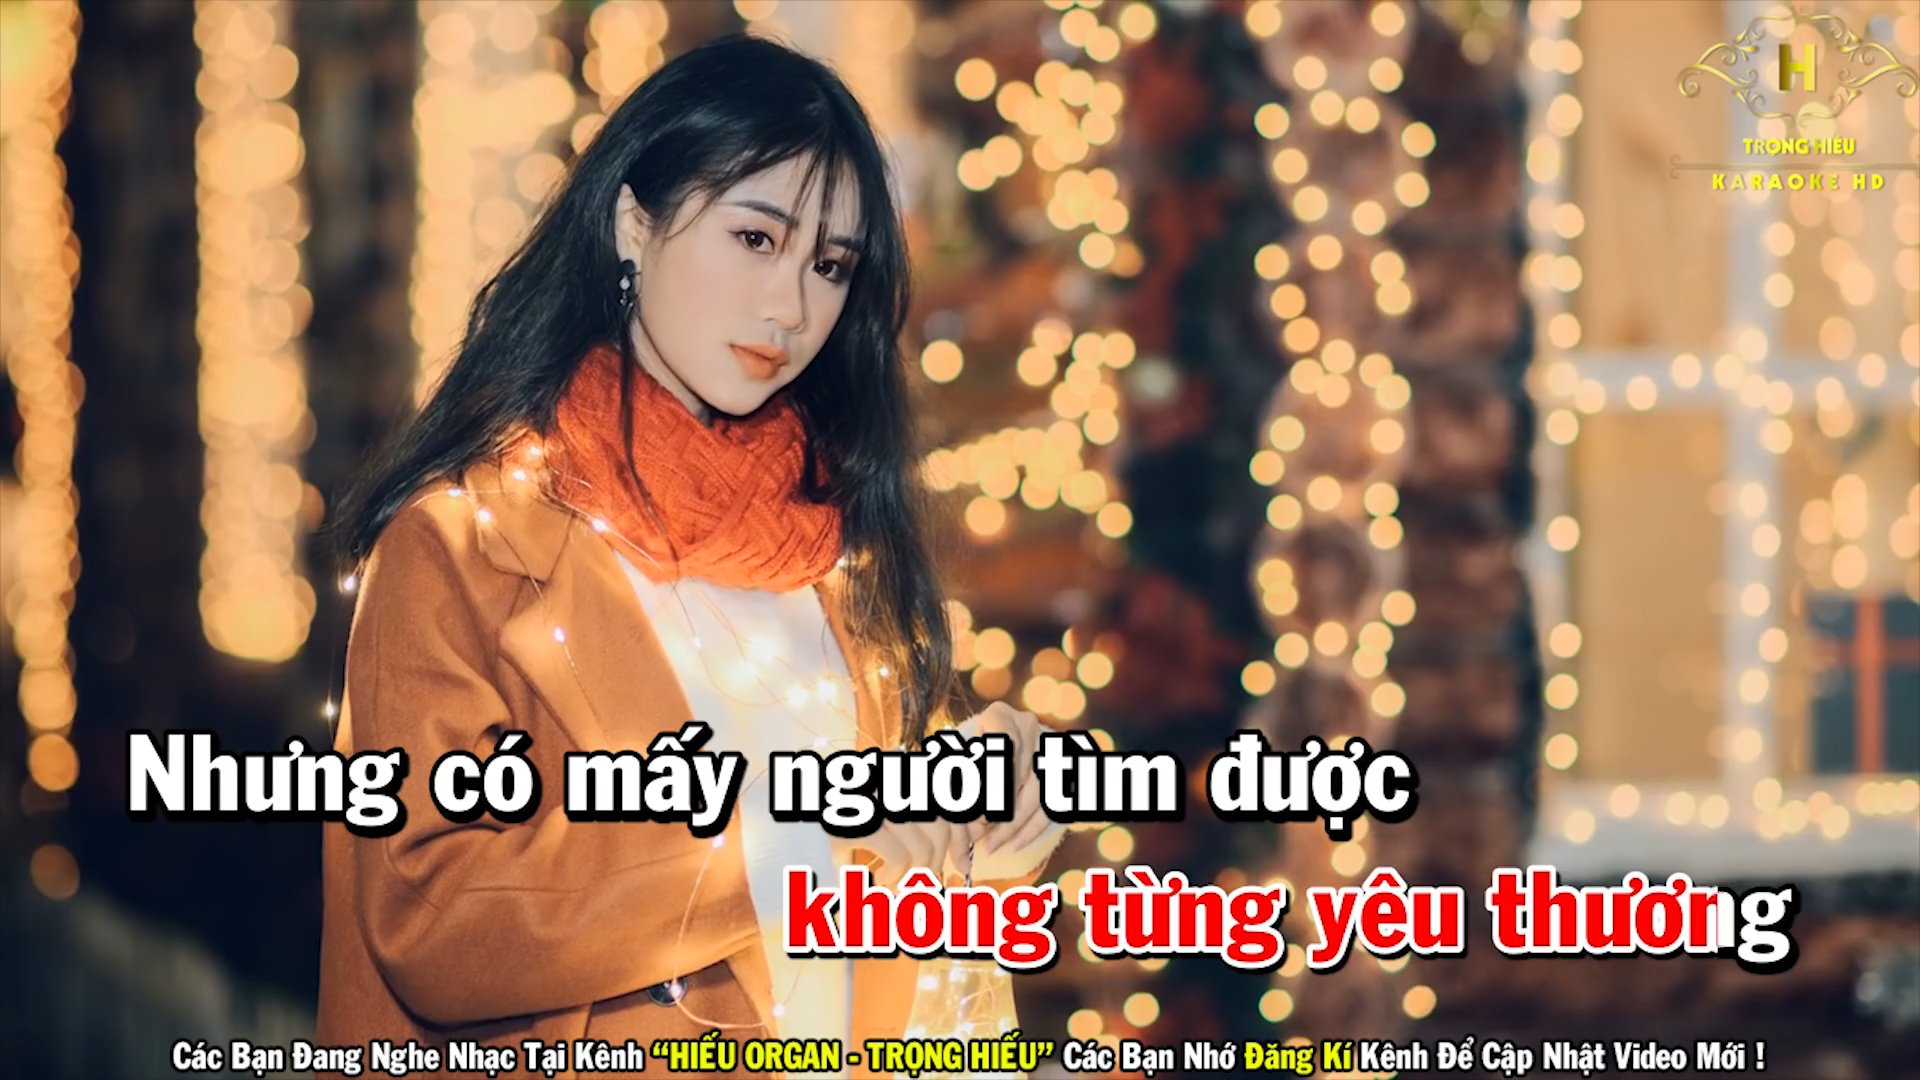 H
TRỌNG HIẾU
KARAOKE HD
Nhưng có mấy người tìm được
không từng yêu thương
Các Bạn Đang Nghe Nhạc Tại Kênh “HIẾU ORGAN - TRỌNG HIẾU” Các Bạn Nhớ Đăng Kí Kênh Để Cập Nhật Video Mới !